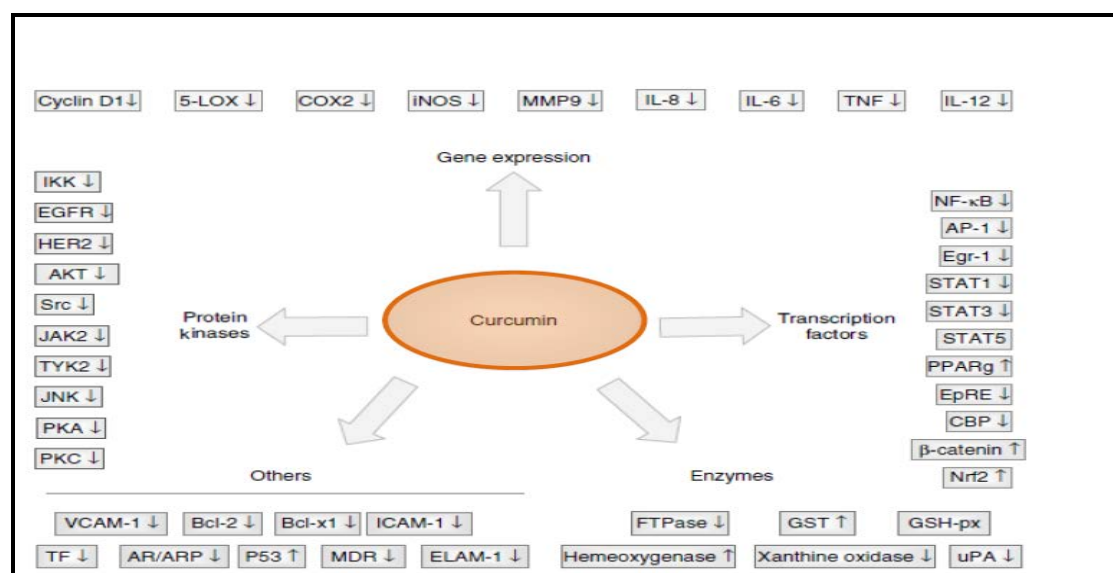 Cyclin D1↓ 5-LOX ↓ COX2 ↓ iNOS ↓ MMP9 ↓ IL-8 ↓ IL-6 ↓ TNF ↓ IL-12 ↓
Gene expression
IKK ↓
EGFR ↓
HER2 ↓
AKT ↓
Src ↓
JAK2 ↓
TYK2 ↓
JNK ↓
PKA ↓
PKC ↓
Protein
kinases
Curcumin
Transcription
factors
NF-κB ↓
AP-1 ↓
Egr-1 ↓
STAT1 ↓
STAT3 ↓
STAT5
PPARg ↑
EpRE ↓
CBP ↓
β-catenin ↑
Nrf2 ↑
Others
VCAM-1 ↓ Bcl-2 ↓ Bcl-x1 ↓ ICAM-1 ↓
TF ↓ AR/ARP ↓ P53 ↑ MDR ↓ ELAM-1 ↓
Enzymes
FTPase ↓ GST ↑ GSH-px
Hemeoxygenase ↑ Xanthine oxidase ↓ uPA ↓